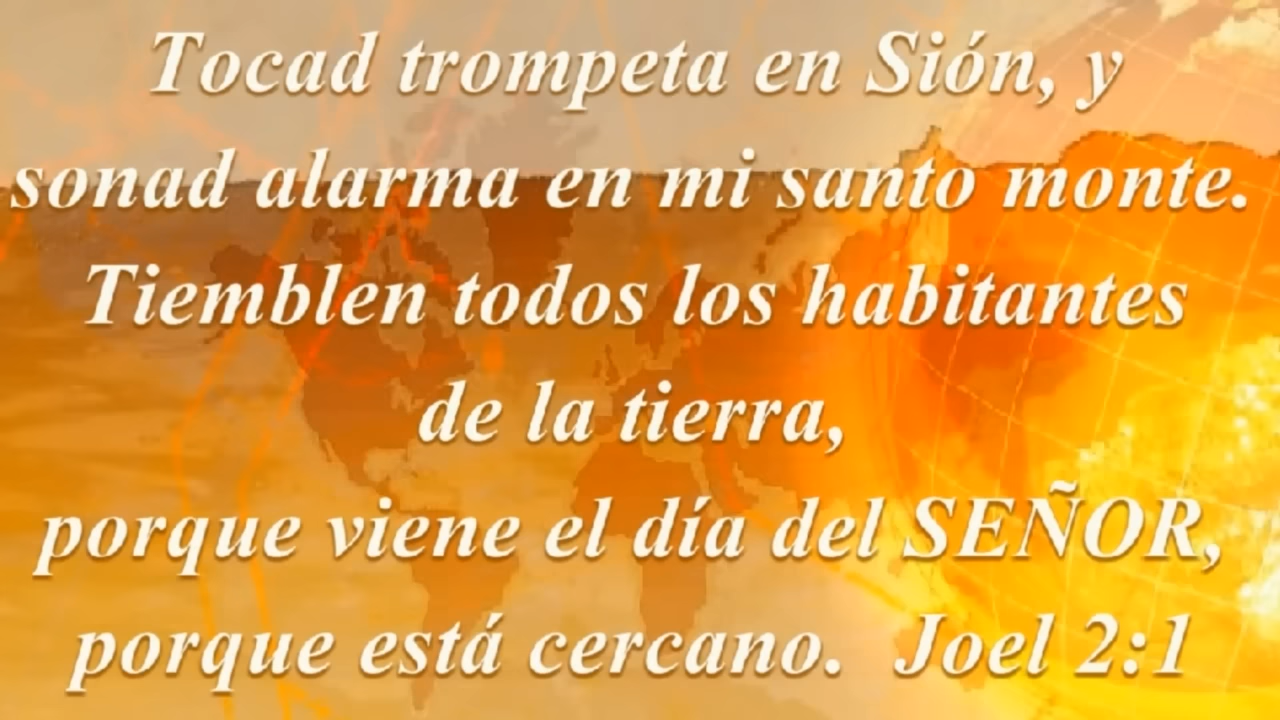 Tocad trompeta en Sión, y
sonad alarma en mi santo monte.
Tiemblen todos los habitantes
de la tierra,
porque viene el día del SEÑOR,
porque está cercano. Joel 2:1